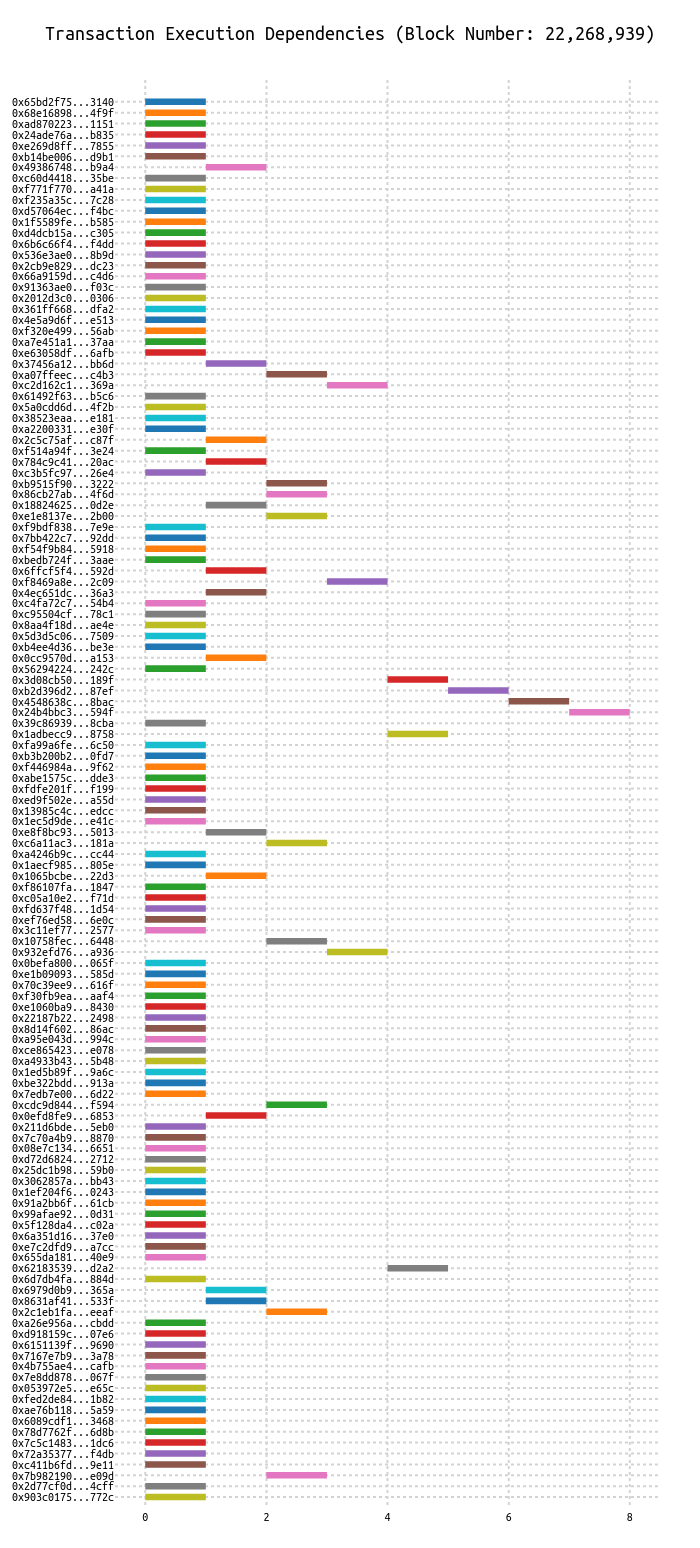 Transaction Execution Dependencies (Block Number: 22,268,939)
0x65bd2f75...3140
0x68e16898...4f9f
0xad870223...1151
0x24ade76a...b835
0xe269d8ff...7855
0xb14be006...d9b1
0x49386748...b9a4
0xc60d4418...35be
0xf771f770...a41a
0xf235a35c...7c28
0xd57064ec...f4bc
0x1f5589fe...b585
0xd4dcb15a...c305
0x6b6c66f4...f4dd
0x536e3ae0...8b9d
0x2cb9e829...dc23
0x66a9159d...c4d6
0x91363ae0...f03c
0x2012d3c0...0306
0x361ff668...dfa2
0x4e5a9d6f...e513
0xf320e499...56ab
0xa7e451a1...37aa
0xe63058df...6afb
0x37456a12...bb6d
0xa07ffeec...c4b3
0xc2d162c1...369a
0x61492f63...b5c6
0x5a0cdd6d...4f2b
0x38523eaa...e181
0xa2200331...e30f
0x2c5c75af...c87f
0xf514a94f...3e24
0x784c9c41...20ac
0xc3b5fc97...26e4
0xb9515f90...3222
0x86cb27ab...4f6d
0x18824625...0d2e
0xe1e8137e...2b00
0xf9bdf838...7e9e
0x7bb422c7...92dd
0xf54f9b84...5918
0xbedb724f...3aae
0x6ffcf5f4...592d
0xf8469a8e...2c09
0x4ec651dc...36a3
0xc4fa72c7...54b4
0xc95504cf...78c1
0x8aa4f18d...ae4e
0x5d3d5c06...7509
0xb4ee4d36...be3e
0x0cc9570d...a153
0x56294224...242c
0x3d08cb50...189f
0xb2d396d2...87ef
0x4548638c...8bac
0x24b4bbc3...594f
0x39c86939...8cba
0x1adbecc9...8758
0xfa99a6fe...6c50
0xb3b200b2...0fd7
0xf446984a...9f62
0xabe1575c...dde3
0xfdfe201f...f199
0xed9f502e...a55d
0x13985c4c...edcc
0x1ec5d9de...e41c
0xe8f8bc93...5013
0xc6a11ac3...181a
0xa4246b9c...cc44
0x1aecf985...805e
0x1065bcbe...22d3
0xf86107fa...1847
0xc05a10e2...f71d
0xfd637f48...1d54
0xef76ed58...6e0c
0x3c11ef77...2577
0x10758fec...6448
0x932efd76...a936
0x0befa800...065f
0xe1b09093...585d
0x70c39ee9...616f
0xf30fb9ea...aaf4
0xe1060ba9...8430
0x22187b22...2498
0x8d14f602...86ac
0xa95e043d...994c
0xce865423...e078
0xa4933b43...5b48
0x1ed5b89f...9a6c
0xbe322bdd...913a
0x7edb7e00...6d22
0xcdc9d844...f594
0x0efd8fe9...6853
0x211d6bde...5eb0
0x7c70a4b9...8870
0x08e7c134...6651
0xd72d6824...2712
0x25dc1b98...59b0
0x3062857a...bb43
0x1ef204f6...0243
0x91a2bb6f...61cb
0x99afae92...0d31
0x5f128da4...c02a
0x6a351d16...37e0
0xe7c2dfd9...a7cc
0x655da181...40e9
0x62183539...d2a2
0x6d7db4fa...884d
0x6979d0b9...365a
0x8631af41...533f
0x2c1eb1fa...eeaf
0xa26e956a...cbdd
0xd918159c...07e6
0x6151139f...9690
0x7167e7b9...3a78
0x4b755ae4...cafb
0x7e8dd878...067f
0x053972e5...e65c
0xfed2de84...1b82
0xae76b118...5a59
0x6089cdf1...3468
0x78d7762f...6d8b
0x7c5c1483...1dc6
0x72a35377...f4db
0xc411b6fd...9e11
0x7b982190...e09d
0x2d77cf0d...4cff
0x903c0175...772c
0 2 4 6 8